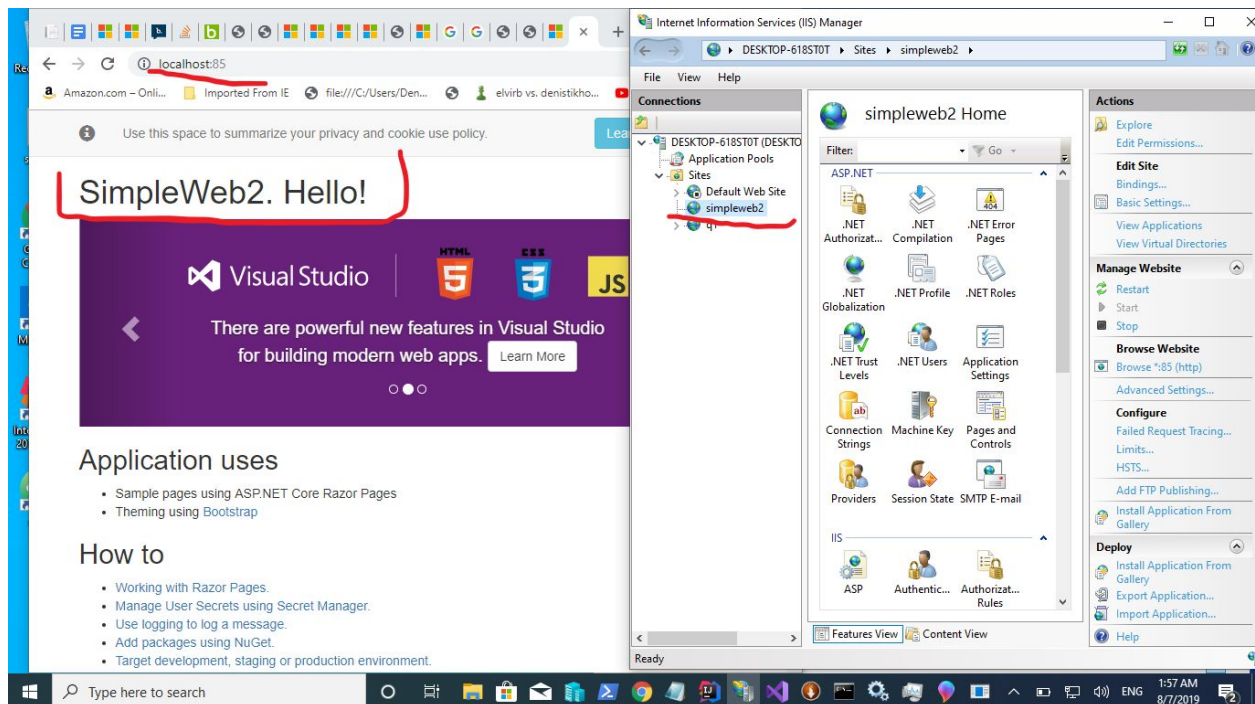 localhost:85
Amazon.com – Onli... Imported From IE file:///C:/Users/Den... elvirb vs. denistikho...
Use this space to summarize your privacy and cookie use policy.
Lea
SimpleWeb2. Hello!
Visual Studio
HTML
5
CSS
3
JS
There are powerful new features in Visual Studio
for building modern web apps. Learn More
Application uses
Sample pages using ASP.NET Core Razor Pages
Theming using Bootstrap
How to
Working with Razor Pages.
Manage User Secrets using Secret Manager.
Use logging to log a message.
Add packages using NuGet.
Target development, staging or production environment.
Internet Information Services (IIS) Manager
DESKTOP-618ST0T Sites simpleweb2
File View Help
Connections
DESKTOP-618ST0T (DESKTO
Application Pools
Sites
Default Web Site
simpleweb2
simpleweb2 Home
Filter: Go
ASP.NET
.NET Authorizat...
.NET Compilation
.NET Error Pages
404
.NET Globalization
.NET Profile
.NET Roles
.NET Trust Levels
.NET Users
Application Settings
ab
Connection Strings
Machine Key
Pages and Controls
Providers
Session State
SMTP E-mail
IIS
ASP
Authentic...
Authorizat... Rules
Features View Content View
Ready
Actions
Explore
Edit Permissions...
Edit Site
Bindings...
Basic Settings...
View Applications
View Virtual Directories
Manage Website
Restart
Start
Stop
Browse Website
Browse *:85 (http)
Advanced Settings...
Configure
Failed Request Tracing...
Limits...
HSTS...
Add FTP Publishing...
Install Application From
Gallery
Deploy
Install Application From
Gallery
Export Application...
Import Application...
Help
Type here to search
ENG
1:57 AM
8/7/2019
2